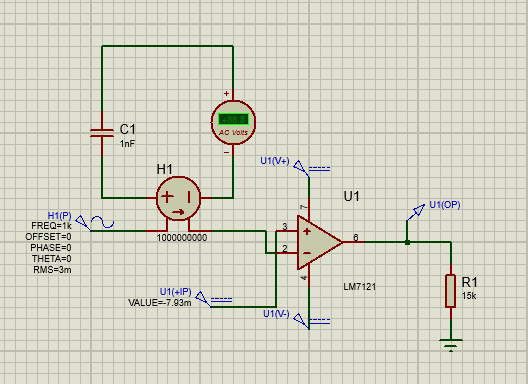 C1
1nF
+
AC Volts
H1
+
1000000000
H1(P)
FREQ=1k
OFFSET=0
PHASE=0
THETA=0
RMS=3m
U1(V+)
U1
7
3
2
6
4
LM7121
U1(OP)
U1(+IP)
VALUE=-7.93m
U1(V-)
R1
15k